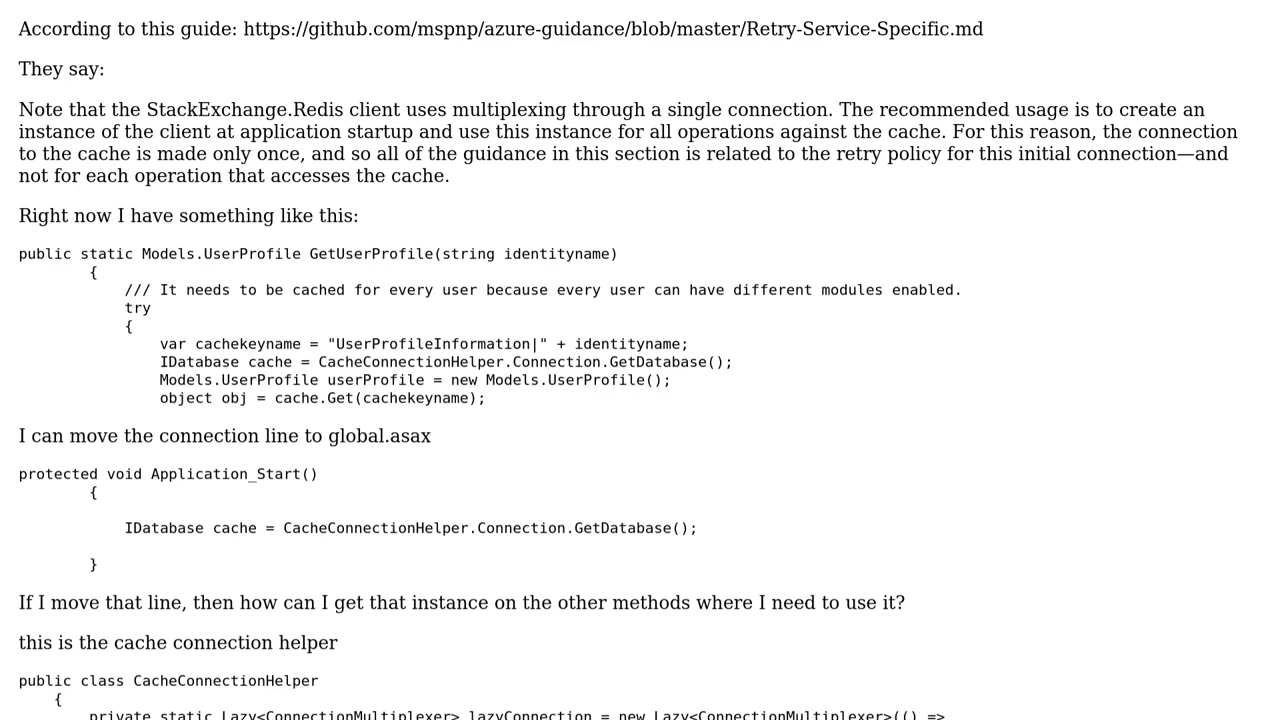 According to this guide: https://github.com/mspnp/azure-guidance/blob/master/Retry-Service-Specific.md
They say:
Note that the StackExchange.Redis client uses multiplexing through a single connection. The recommended usage is to create an
instance of the client at application startup and use this instance for all operations against the cache. For this reason, the connection
to the cache is made only once, and so all of the guidance in this section is related to the retry policy for this initial connection—and
not for each operation that accesses the cache.
Right now I have something like this:
public static Models.UserProfile GetUserProfile(string identityname)
{
/// It needs to be cached for every user because every user can have different modules enabled.
try
{
var cachekeyname = "UserProfileInformation|" + identityname;
IDatabase cache = CacheConnectionHelper.Connection.GetDatabase();
Models.UserProfile userProfile = new Models.UserProfile();
object obj = cache.Get(cachekeyname);
I can move the connection line to global.asax
protected void Application_Start()
{
IDatabase cache = CacheConnectionHelper.Connection.GetDatabase();
}
If I move that line, then how can I get that instance on the other methods where I need to use it?
this is the cache connection helper
public class CacheConnectionHelper
{
private static Lazy<ConnectionMultiplexer> lazyConnection = new Lazy<ConnectionMultiplexer>(() =>